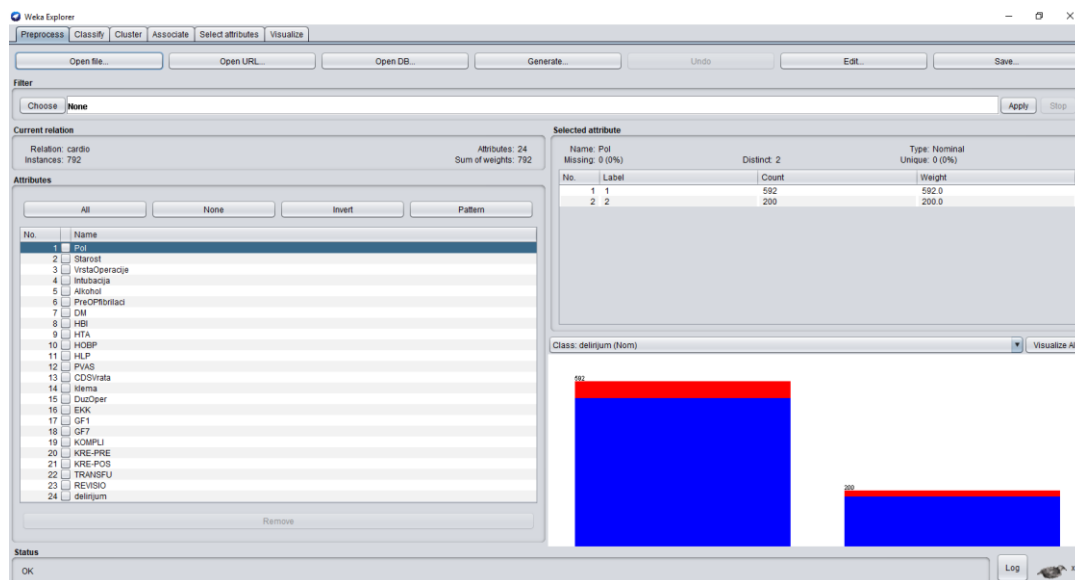 Weka Explorer
Preprocess Classify Cluster Associate Select attributes Visualize
Open file... Open URL... Open DB... Generate... Undo Edit... Save...
Filter
Choose None Apply Stop
Current relation
Relation: cardio Attributes: 24
Instances: 792 Sum of weights: 792
Attributes
All None Invert Pattern
No. Name
1 Pol
2 Starost
3 VrstaOperacije
4 Intubacija
5 Alkohol
6 PreOPfibrilaci
7 DM
8 HBI
9 HTA
10 HOBP
11 HLP
12 PVAS
13 CDSVrata
14 klema
15 DuzOper
16 EKK
17 GF1
18 GF7
19 KOMPLI
20 KRE-PRE
21 KRE-POS
22 TRANSFU
23 REVISIO
24 delirijum
Remove
Selected attribute
Name: Pol Type: Nominal
Missing: 0 (0%) Distinct: 2 Unique: 0 (0%)
No. Label Count Weight
1 1 592 592.0
2 2 200 200.0
Class: delirijum (Nom) Visualize Al
592
200
Status
OK
Log x